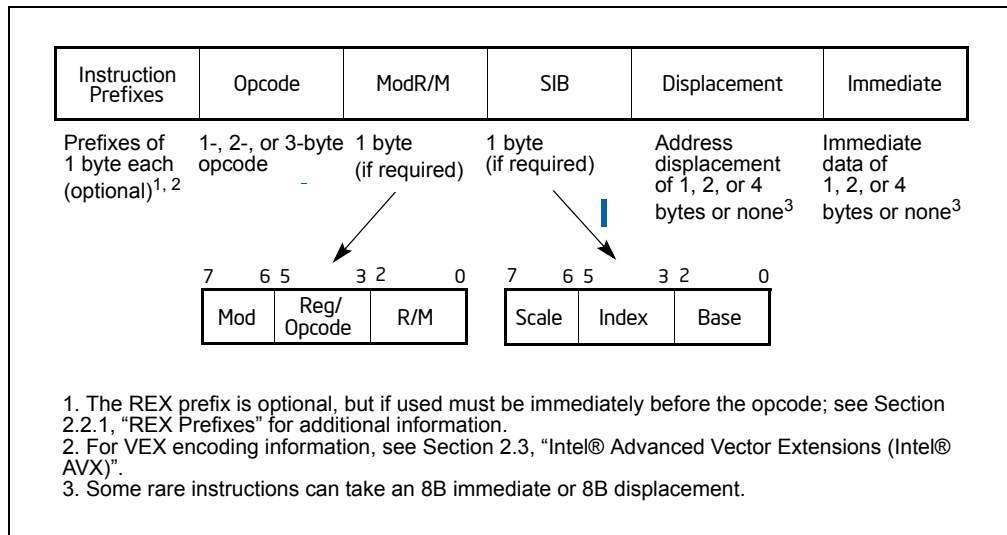 Instruction Prefixes
Opcode
ModR/M
SIB
Displacement
Immediate
Prefixes of
1 byte each
(optional)1, 2
1-, 2-, or 3-byte
opcode
1 byte
(if required)
1 byte
(if required)
Address
displacement
of 1, 2, or 4
bytes or none3
Immediate
data of
1, 2, or 4
bytes or none3
7 6 5 3 2 0
Mod
Reg/
Opcode
R/M
7 6 5 3 2 0
Scale
Index
Base
1. The REX prefix is optional, but if used must be immediately before the opcode; see Section
2.2.1, “REX Prefixes” for additional information.
2. For VEX encoding information, see Section 2.3, “Intel® Advanced Vector Extensions (Intel®
AVX)”.
3. Some rare instructions can take an 8B immediate or 8B displacement.